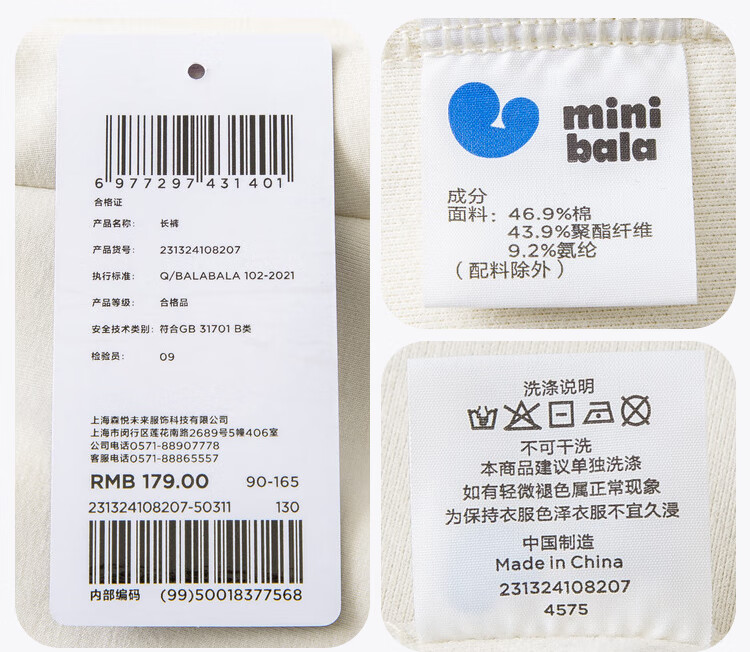 6 977297 431401
合格证
产品名称: 长裤
产品货号: 231324108207
执行标准: Q/BALABALA 102-2021
产品等级: 合格品
安全技术类别: 符合GB 31701 B类
检验员: 09
上海森悦未来服饰科技有限公司
上海市闵行区莲花南路2689号5幢406室
公司电话0571-88907778
客服电话0571-88865557
RMB 179.00 90-165
231324108207-50311 130
内部编码 (99)50018377568
mini
bala
成分
面料: 46.9%棉
43.9%聚酯纤维
9.2%氨纶
(配料除外)
洗涤说明
不可干洗
本商品建议单独洗涤
如有轻微褪色属正常现象
为保持衣服色泽衣服不宜久浸
中国制造
Made in China
231324108207
4575